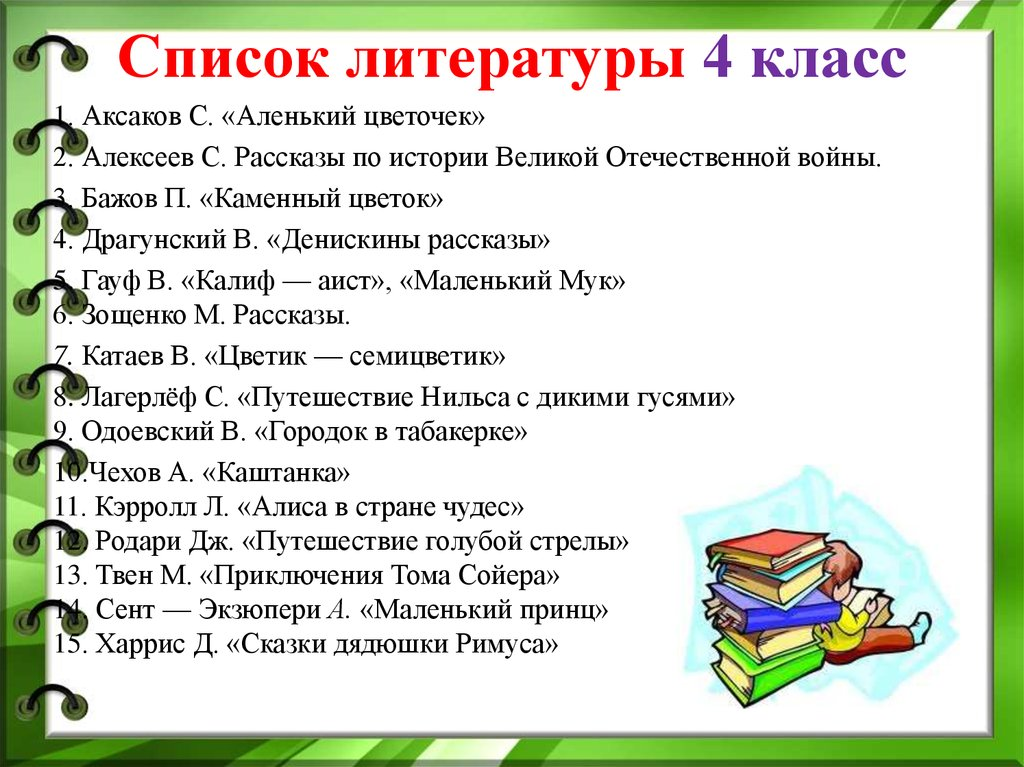 Список литературы 4 класс
1. Аксаков С. «Аленький цветочек»
2. Алексеев С. Рассказы по истории Великой Отечественной войны.
3. Бажов П. «Каменный цветок»
4. Драгунский В. «Денискины рассказы»
5. Гауф В. «Калиф — аист», «Маленький Мук»
6. Зощенко М. Рассказы.
7. Катаев В. «Цветик — семицветик»
8. Лагерлёф С. «Путешествие Нильса с дикими гусями»
9. Одоевский В. «Городок в табакерке»
10.Чехов А. «Каштанка»
11. Кэрролл Л. «Алиса в стране чудес»
12. Родари Дж. «Путешествие голубой стрелы»
13. Твен М. «Приключения Тома Сойера»
14. Сент — Экзюпери А. «Маленький принц»
15. Харрис Д. «Сказки дядюшки Римуса»